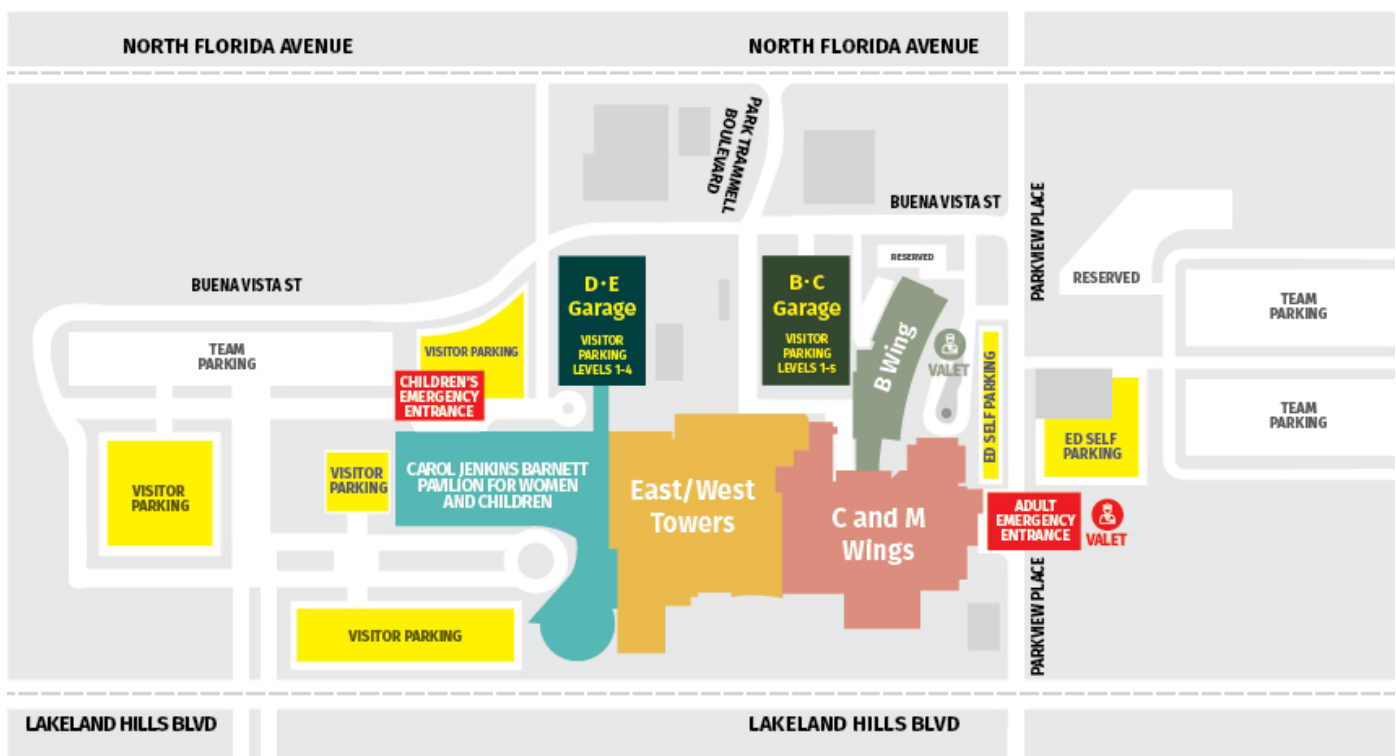 NORTH FLORIDA AVENUE
NORTH FLORIDA AVENUE
PARK TRAMMELL
BOULEVARD
BUENA VISTA ST
PARKVIEW PLACE
RESERVED
RESERVED
BUENA VISTA ST
D·E
Garage
VISITOR
PARKING
LEVELS 1-4
B·C
Garage
VISITOR
PARKING
LEVELS 1-5
B Wing
VALET
ED SELF PARKING
TEAM
PARKING
TEAM
PARKING
VISITOR PARKING
CHILDREN'S
EMERGENCY
ENTRANCE
TEAM
PARKING
ED SELF
PARKING
VISITOR
PARKING
VISITOR
PARKING
CAROL JENKINS BARNETT
PAVILION FOR WOMEN
AND CHILDREN
East/West
Towers
C and M
Wings
ADULT
EMERGENCY
ENTRANCE
VALET
PARKVIEW PLACE
VISITOR PARKING
LAKELAND HILLS BLVD
LAKELAND HILLS BLVD